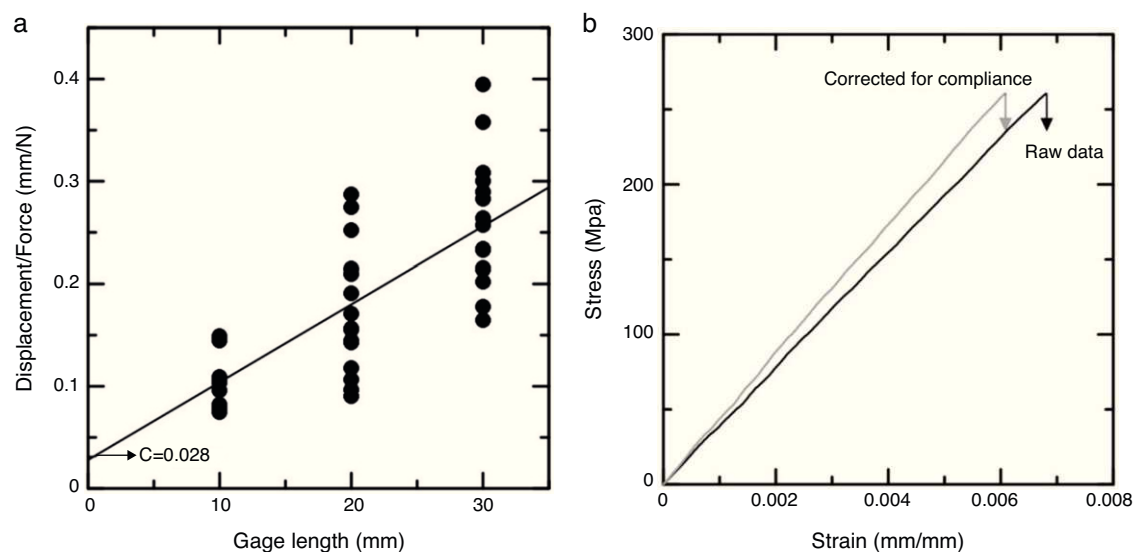 a
0.4
0.3
0.2
0.1
0
0 10 20 30
Displacement/Force (mm/N)
Gage length (mm)
C=0.028
b
300
200
100
0
0 0.002 0.004 0.006 0.008
Stress (Mpa)
Strain (mm/mm)
Corrected for compliance
Raw data